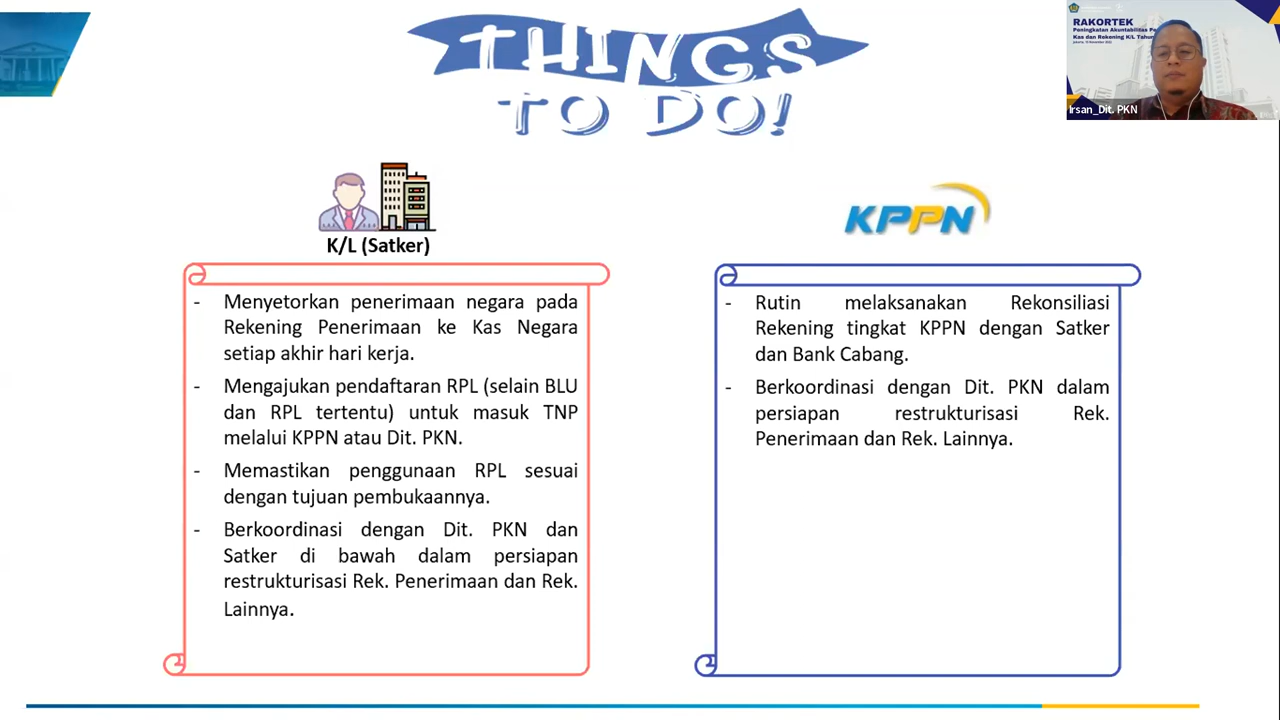 THINGS
TO DO!
RAKORTEK
Kas dan Rekening K/L
Irsan_Dit. PKN
K/L (Satker)
- Menyetorkan penerimaan negara pada
Rekening Penerimaan ke Kas Negara
setiap akhir hari kerja.
- Mengajukan pendaftaran RPL (selain BLU
dan RPL tertentu) untuk masuk TNP
melalui KPPN atau Dit. PKN.
- Memastikan penggunaan RPL sesuai
dengan tujuan pembukaannya.
- Berkoordinasi dengan Dit. PKN dan
Satker di bawah dalam persiapan
restrukturisasi Rek. Penerimaan dan Rek.
Lainnya.
KPPN
- Rutin melaksanakan Rekonsiliasi
Rekening tingkat KPPN dengan Satker
dan Bank Cabang.
- Berkoordinasi dengan Dit. PKN dalam
persiapan restrukturisasi Rek.
Penerimaan dan Rek. Lainnya.